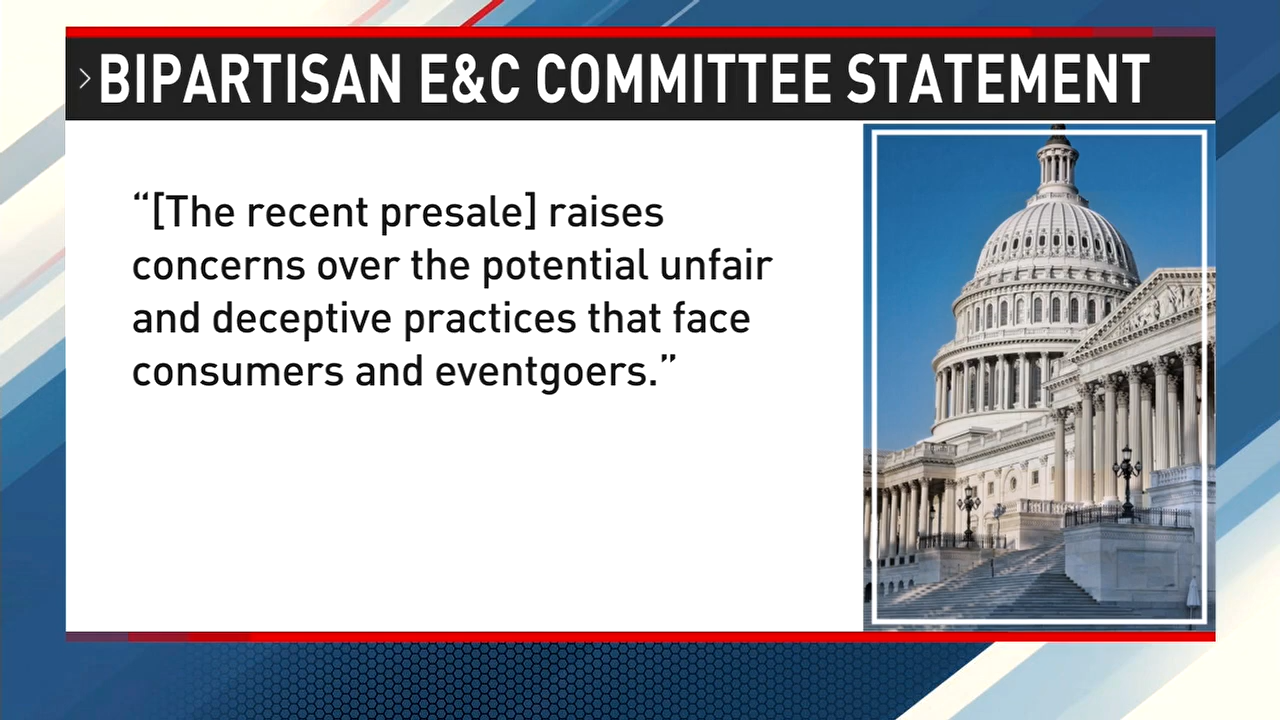 BIPARTISAN E&C COMMITTEE STATEMENT
“[The recent presale] raises
concerns over the potential unfair
and deceptive practices that face
consumers and eventgoers.”